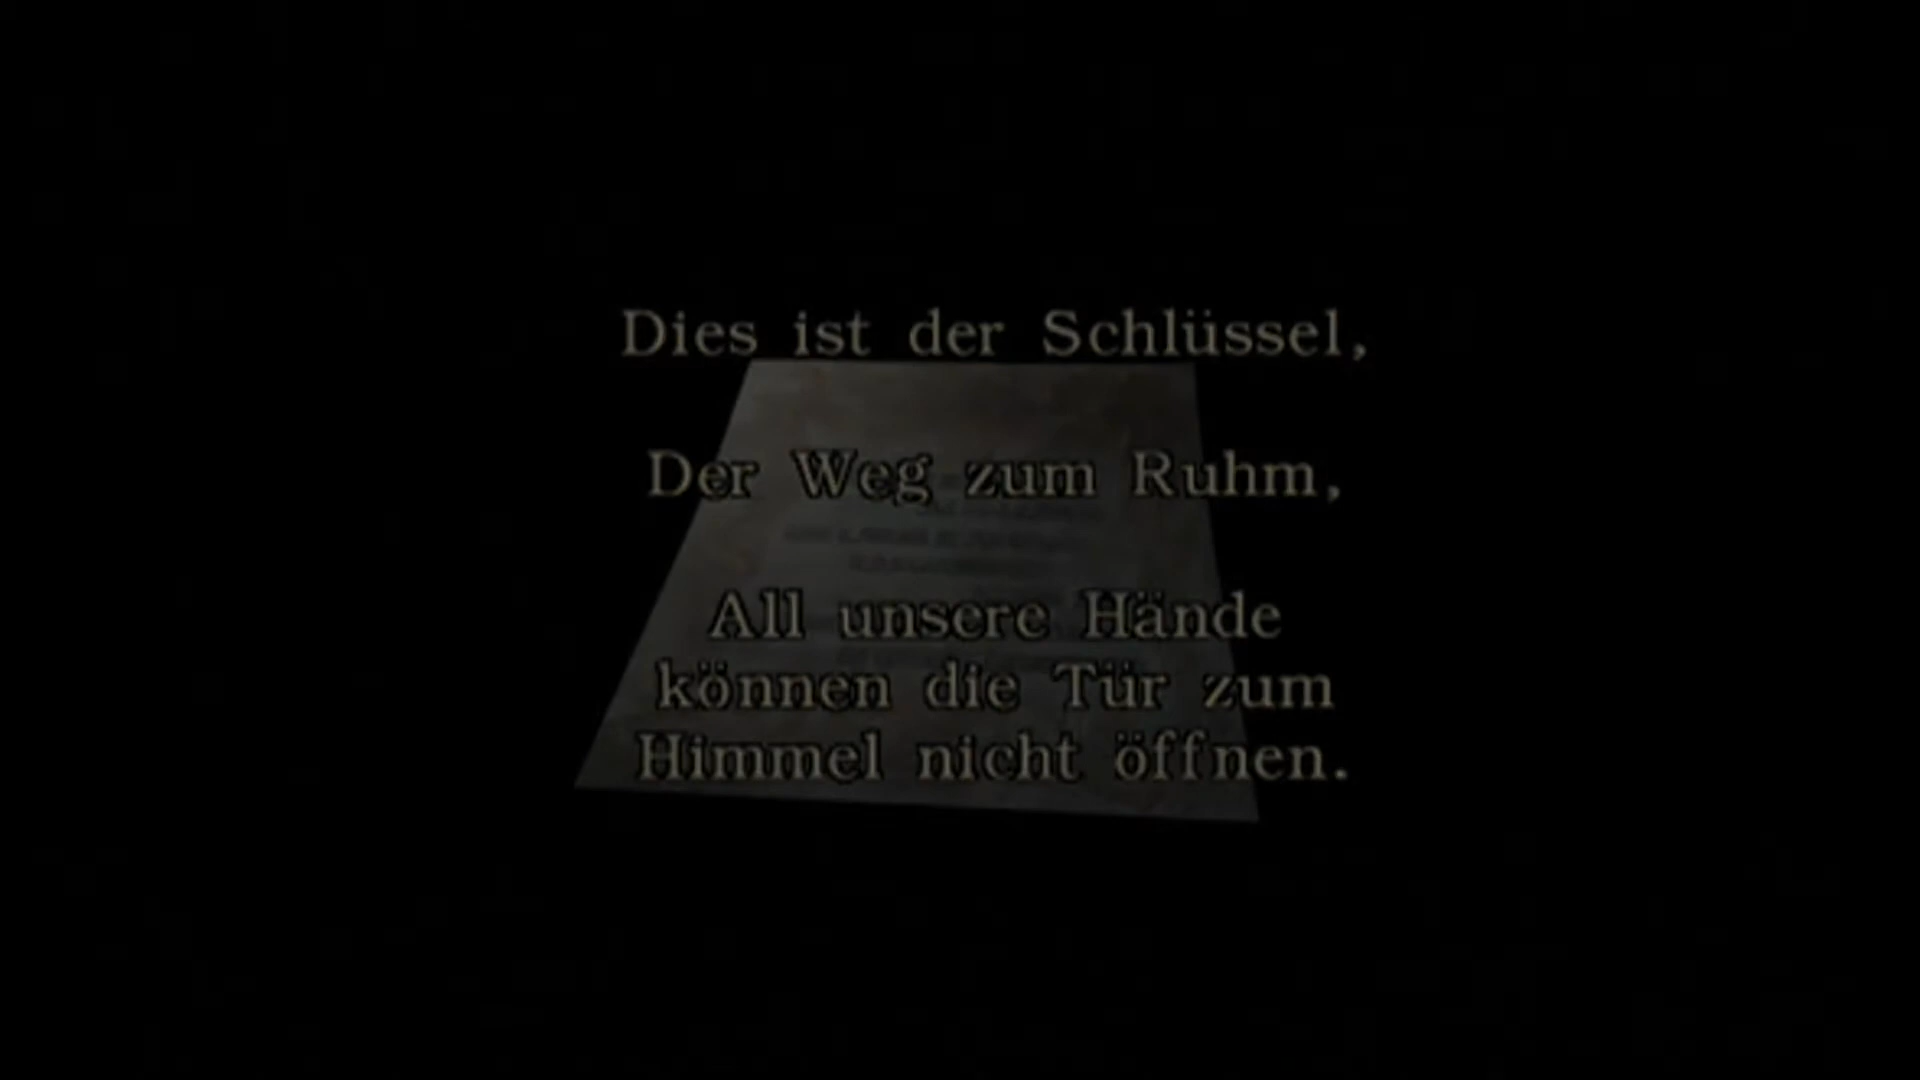 Dies ist der Schlüssel,
Der Weg zum Ruhm,
All unsere Hände
können die Tür zum
Himmel nicht öffnen.